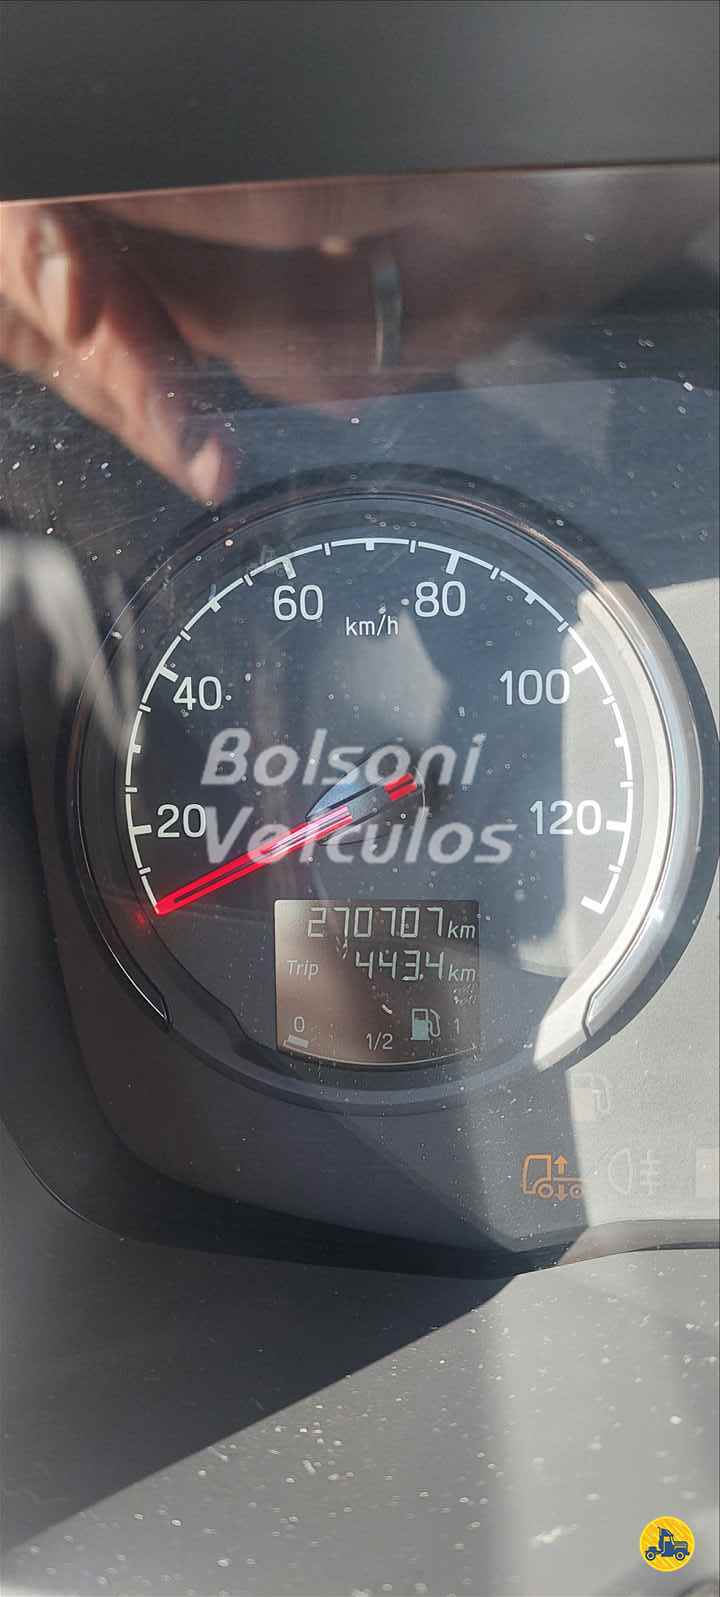 60 80
km/h
40 100
Bolsoni
20 Veículos 120
270707 km
Trip 443.4 km
0 1/2 1